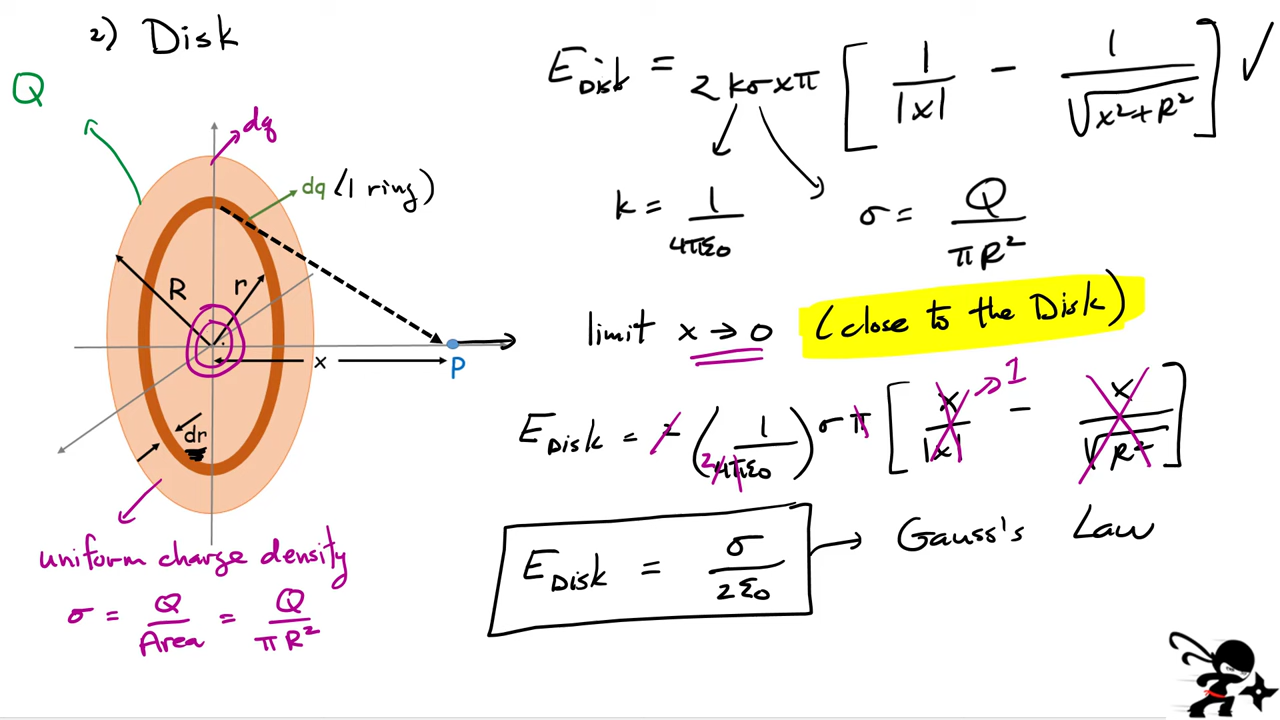 2) Disk
Q
dq
dq (1 ring)
R
r
x
P
dr
uniform charge density
σ = Q/Area = Q/πR²
E_Disk = 2kσxπ [ 1/|x| - 1/√(x²+R²) ] ✓
k = 1/4πε₀
σ = Q/πR²
limit x → 0 (close to the Disk)
E_Disk = 2 (1/4πε₀) σ π [ x/|x| → 1 - x/√R² ]
2
E_Disk = σ/2ε₀ → Gauss's Law